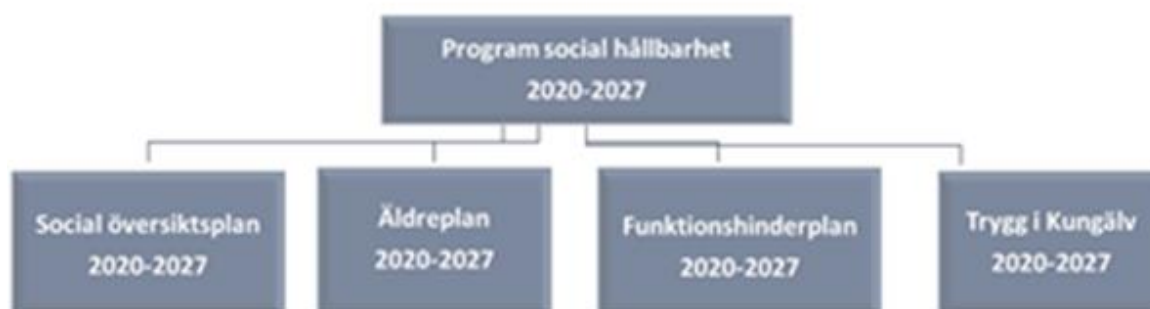 Program social hållbarhet
2020-2027
Social översiktsplan
2020-2027
Äldreplan
2020-2027
Funktionshinderplan
2020-2027
Trygg i Kungälv
2020-2027